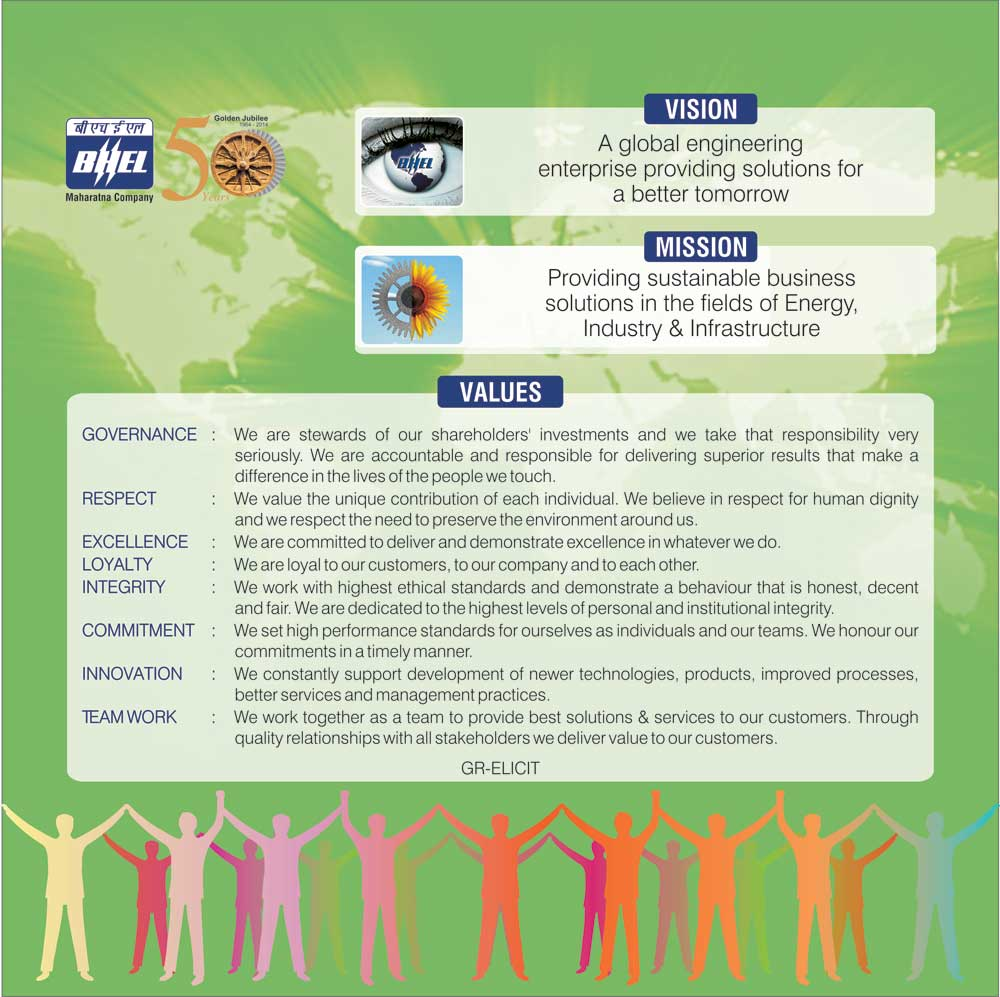 बी एच ई एल
BHEL
Maharatna Company
Golden Jubilee
1964 - 2014
50
Years
VISION
BHEL
A global engineering
enterprise providing solutions for
a better tomorrow
MISSION
Providing sustainable business
solutions in the fields of Energy,
Industry & Infrastructure
VALUES
GOVERNANCE : We are stewards of our shareholders' investments and we take that responsibility very
seriously. We are accountable and responsible for delivering superior results that make a
difference in the lives of the people we touch.
RESPECT : We value the unique contribution of each individual. We believe in respect for human dignity
and we respect the need to preserve the environment around us.
EXCELLENCE : We are committed to deliver and demonstrate excellence in whatever we do.
LOYALTY : We are loyal to our customers, to our company and to each other.
INTEGRITY : We work with highest ethical standards and demonstrate a behaviour that is honest, decent
and fair. We are dedicated to the highest levels of personal and institutional integrity.
COMMITMENT : We set high performance standards for ourselves as individuals and our teams. We honour our
commitments in a timely manner.
INNOVATION : We constantly support development of newer technologies, products, improved processes,
better services and management practices.
TEAM WORK : We work together as a team to provide best solutions & services to our customers. Through
quality relationships with all stakeholders we deliver value to our customers.
GR-ELICIT